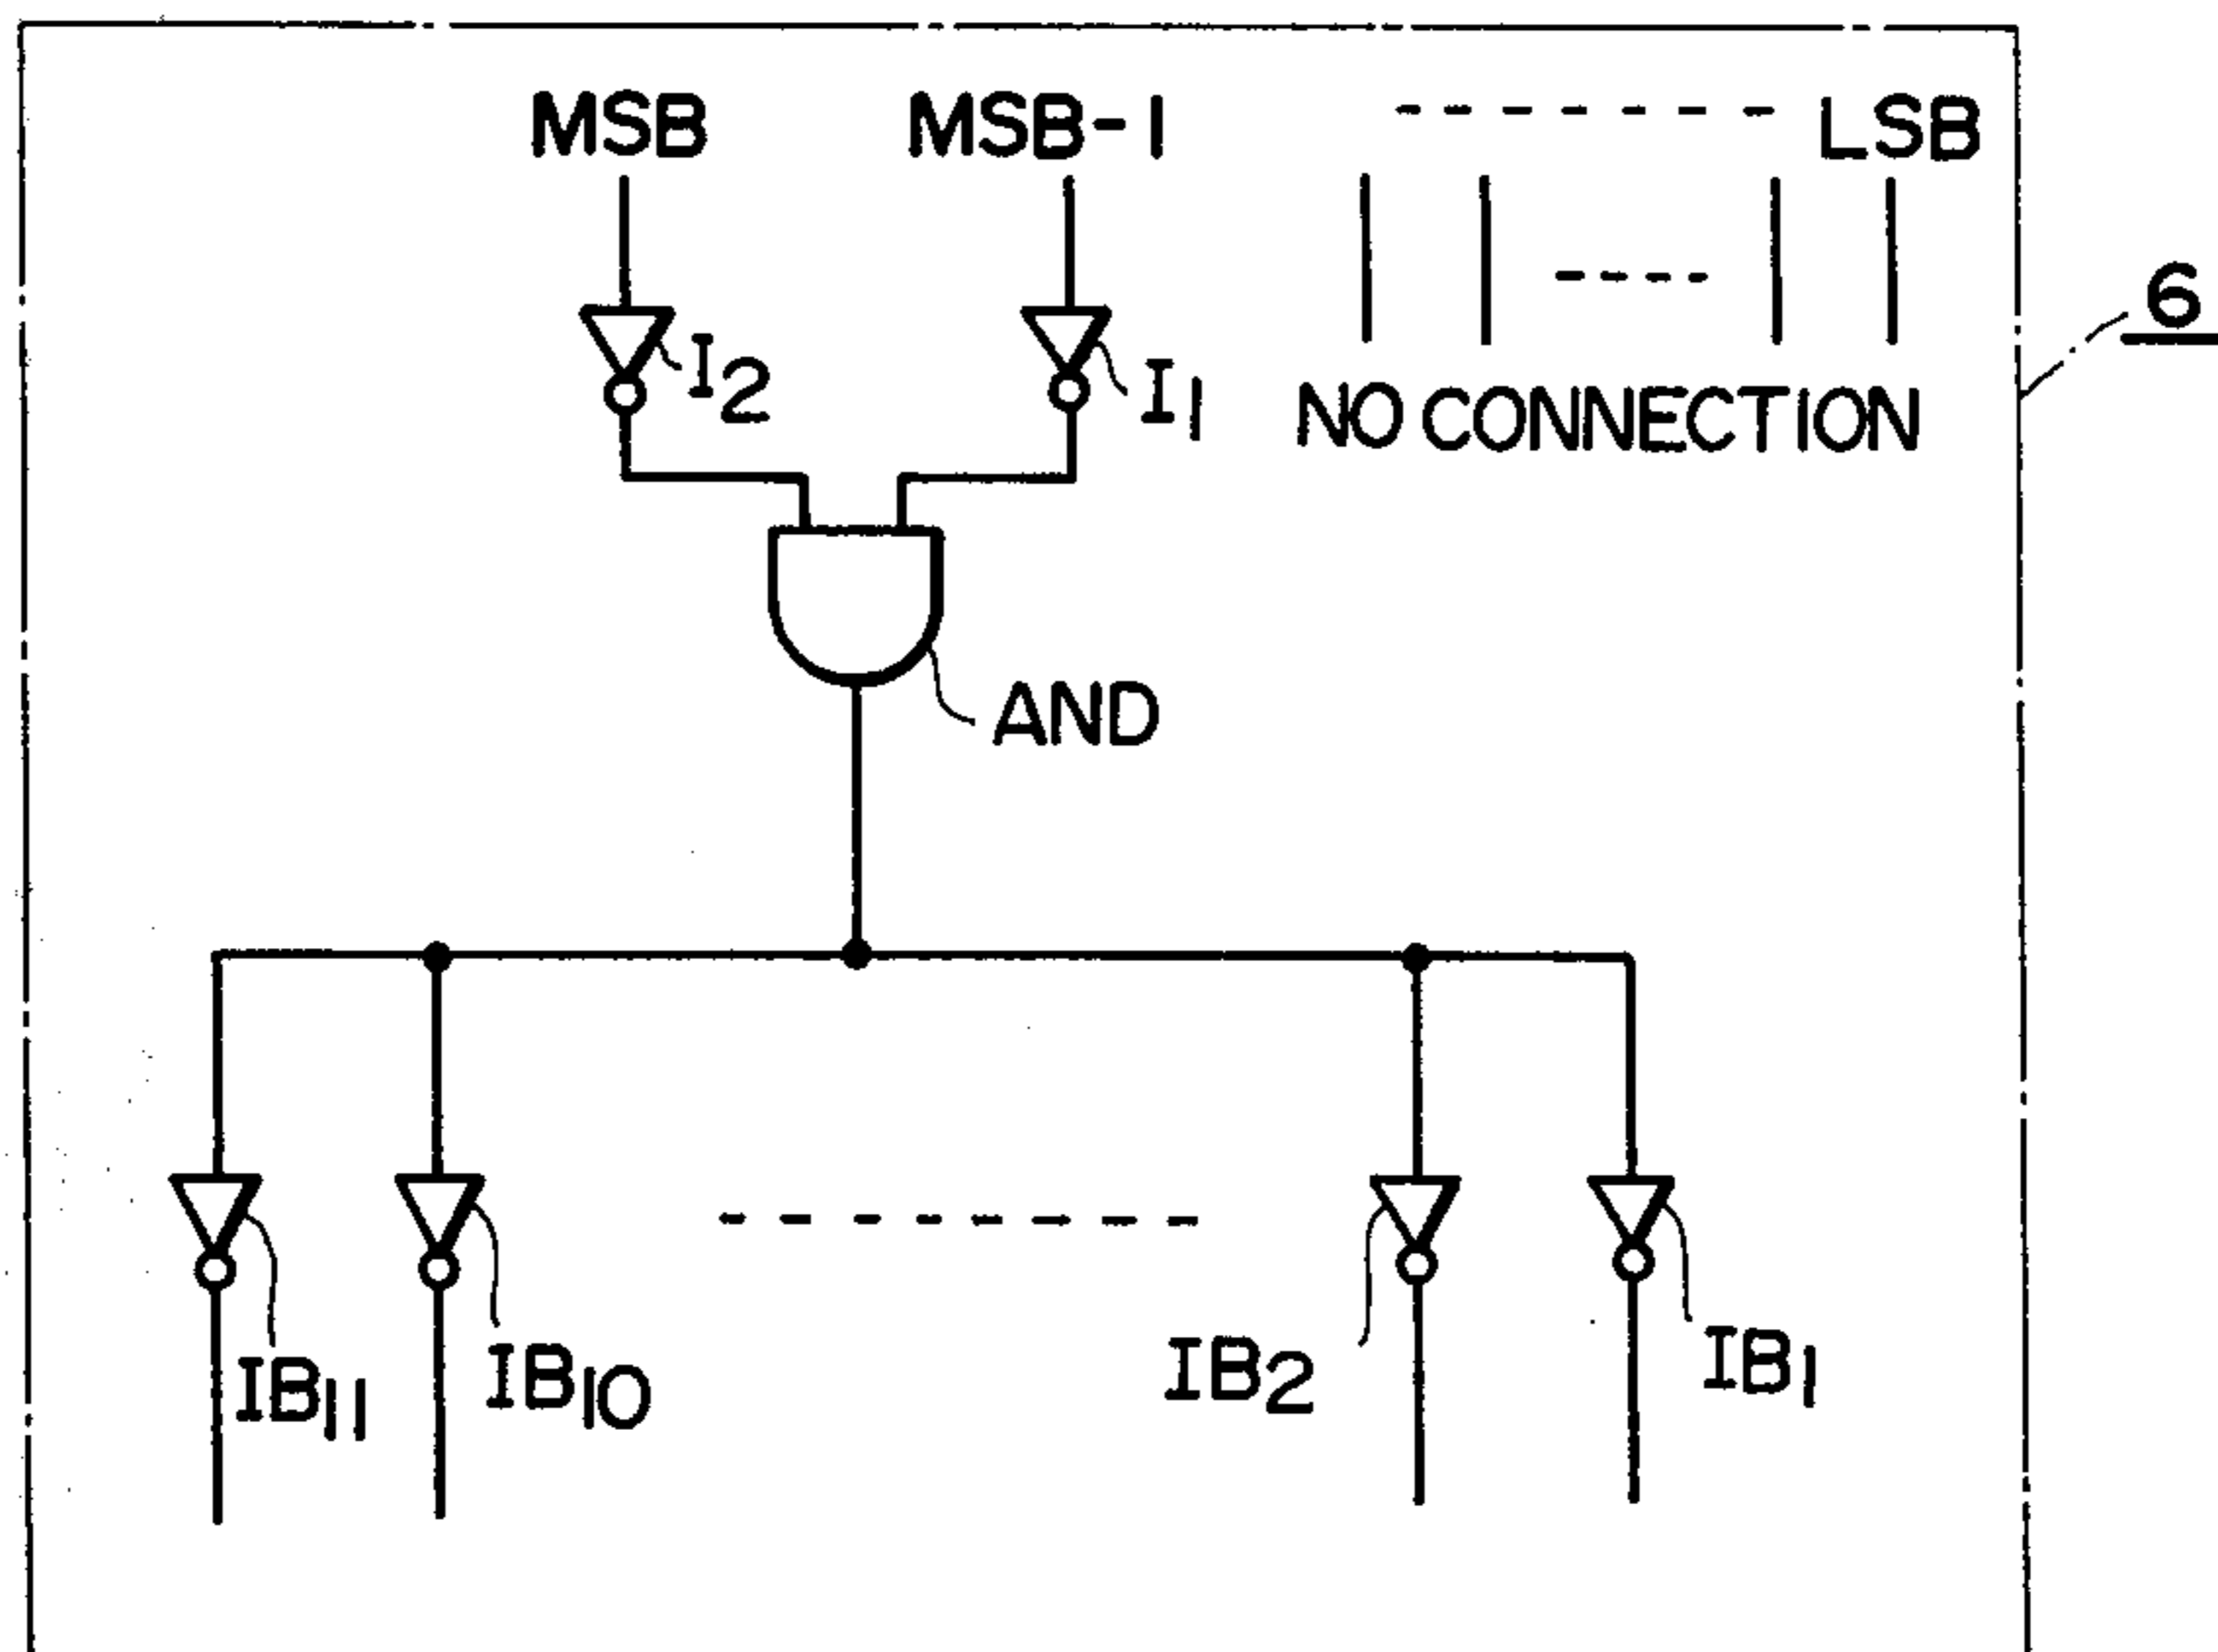 MSB MSB-1 LSB
6
I2 I1 NO CONNECTION
AND
IB11 IB10 IB2 IB1